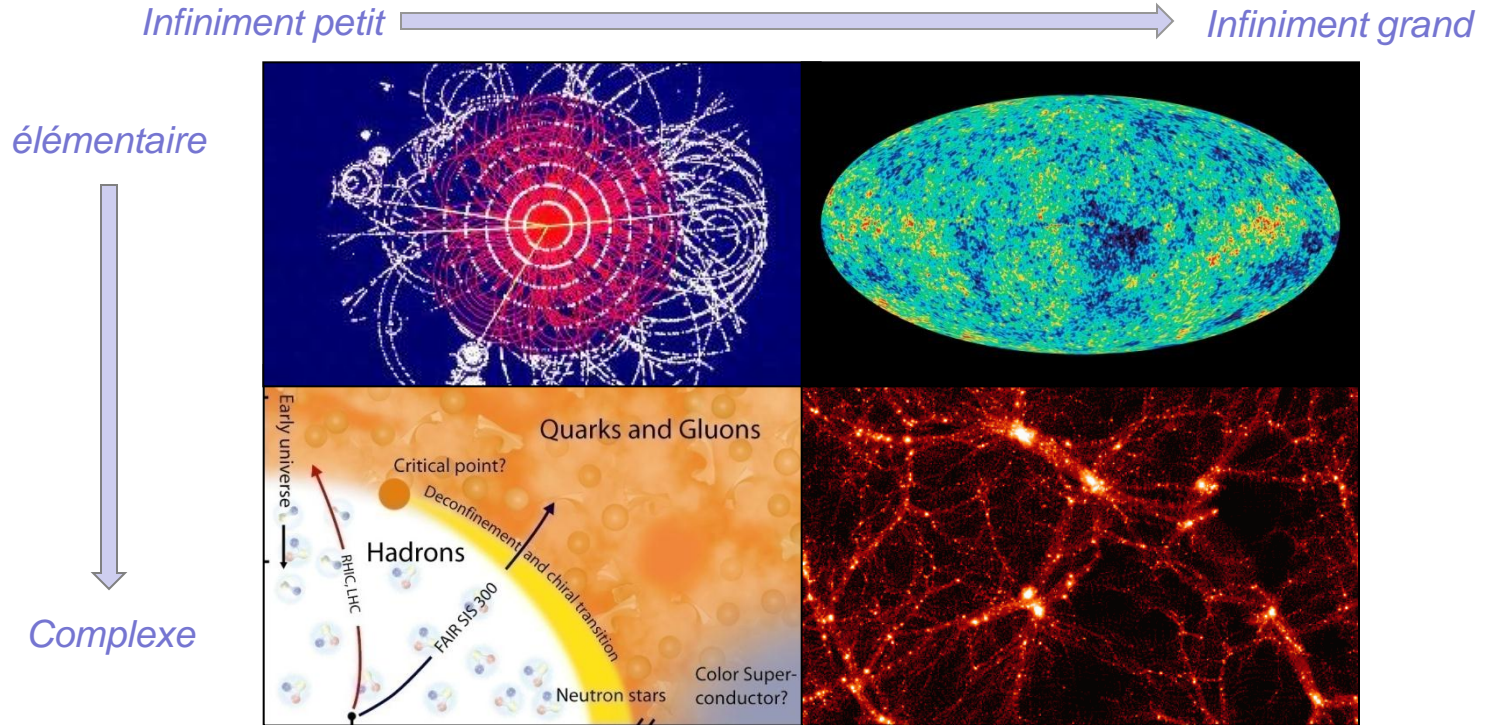 Infiniment petit
Infiniment grand
élémentaire
Complexe
Early universe
Quarks and Gluons
Critical point?
Deconfinement and chiral transition
Hadrons
RHIC, LHC
FAIR SIS 300
Neutron stars
Color Super-
conductor?